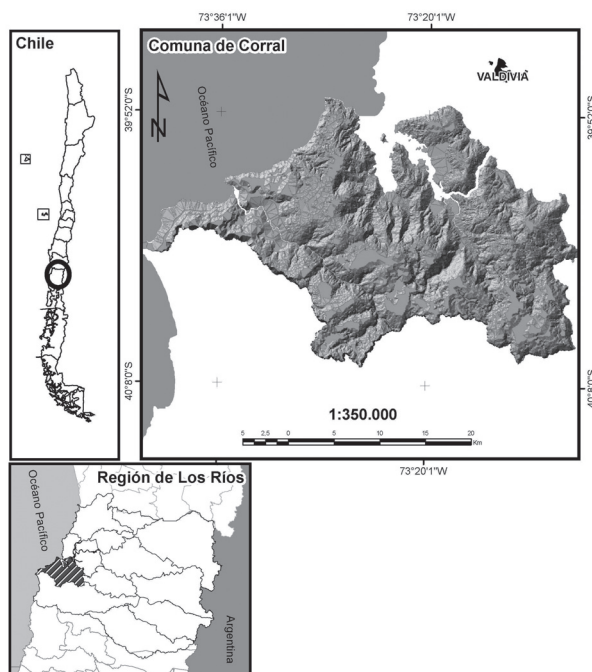 73°36'1"W
73°20'1"W
Chile
Comuna de Corral
VALDIVIA
Océano Pacífico
39°52'0"S
39°52'0"S
40°8'0"S
40°8'0"S
1:350.000
5 2,5 0 5 10 15 20
Km
73°20'1"W
Región de Los Ríos
Océano Pacífico
Argentina